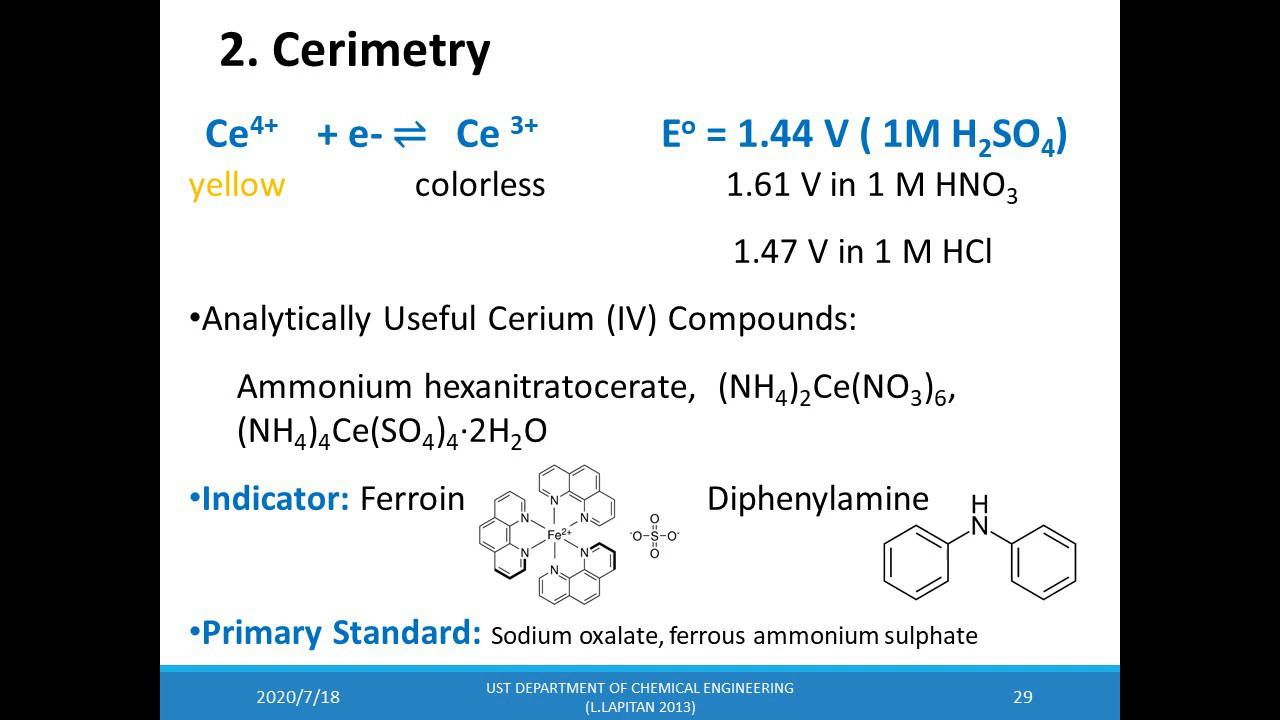 2. Cerimetry
Ce⁴⁺ + e- ⇌ Ce ³⁺ Eᵒ = 1.44 V ( 1M H₂SO₄)
yellow colorless 1.61 V in 1 M HNO₃
1.47 V in 1 M HCl
•Analytically Useful Cerium (IV) Compounds:
Ammonium hexanitratocerate, (NH₄)₂Ce(NO₃)₆,
(NH₄)₄Ce(SO₄)₄·2H₂O
•Indicator: Ferroin Diphenylamine
N N N N N N Fe²⁺
O ⁻O S O⁻ O
H
N
•Primary Standard: Sodium oxalate, ferrous ammonium sulphate
2020/7/18 UST DEPARTMENT OF CHEMICAL ENGINEERING 29
(L.LAPITAN 2013)